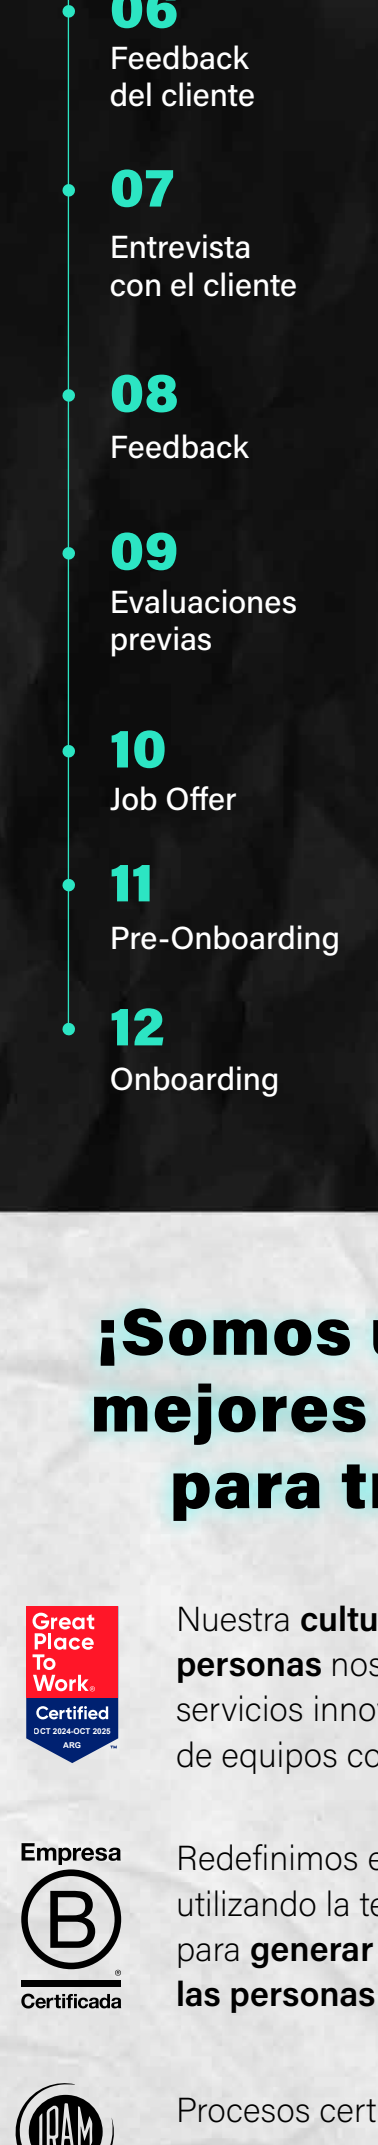 06
Feedback
del cliente
07
Entrevista
con el cliente
08
Feedback
09
Evaluaciones
previas
10
Job Offer
11
Pre-Onboarding
12
Onboarding
¡Somos
mejores
para
Great
Place
To
Work®
Certified
OCT 2024-OCT 2025
ARG
™
Nuestra
personas
servicios
de equipos
Empresa
B
®
Certificada
Redefinimos
utilizando la
para generar
las personas
IRAM
Procesos